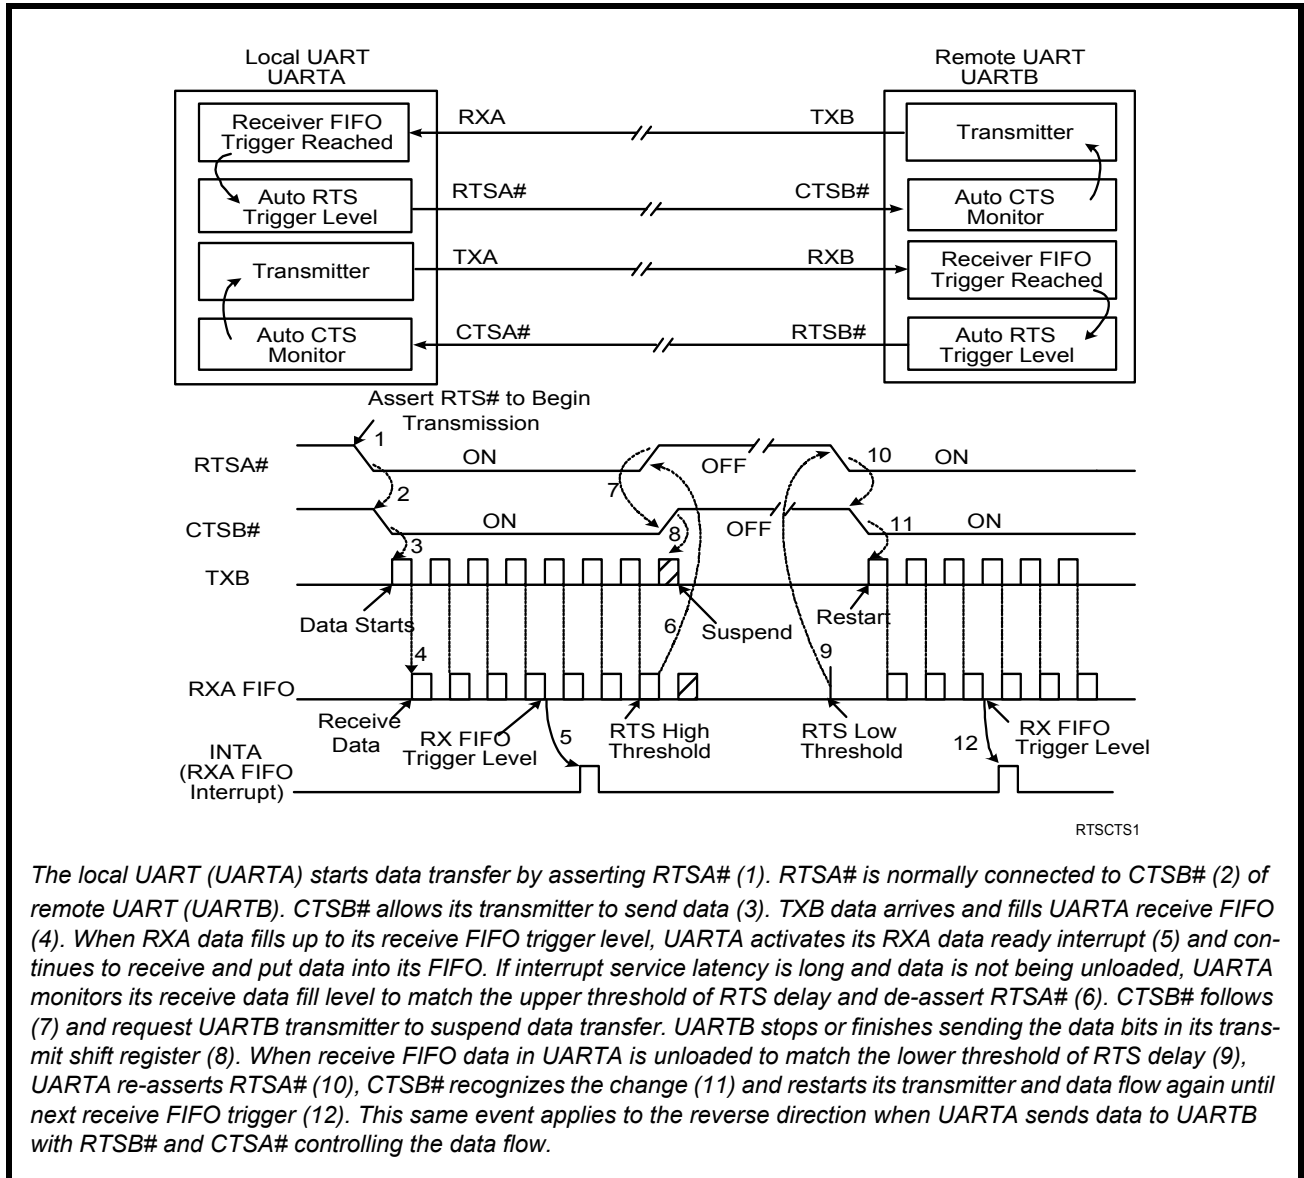 Local UART
UARTA
Remote UART
UARTB
Receiver FIFO
Trigger Reached
RXA
TXB
Transmitter
Auto RTS
Trigger Level
RTSA#
CTSB#
Auto CTS
Monitor
Transmitter
TXA
RXB
Receiver FIFO
Trigger Reached
Auto CTS
Monitor
CTSA#
RTSB#
Auto RTS
Trigger Level
Assert RTS# to Begin
Transmission
1
RTSA#
ON
OFF
10
ON
2
7
CTSB#
ON
8
OFF
11
ON
3
TXB
Data Starts
6
Suspend
Restart
4
9
RXA FIFO
Receive
Data
RX FIFO
Trigger Level
5
RTS High
Threshold
RTS Low
Threshold
12
RX FIFO
Trigger Level
INTA
(RXA FIFO
Interrupt)
RTSCTS1
The local UART (UARTA) starts data transfer by asserting RTSA# (1). RTSA# is normally connected to CTSB# (2) of
remote UART (UARTB). CTSB# allows its transmitter to send data (3). TXB data arrives and fills UARTA receive FIFO
(4). When RXA data fills up to its receive FIFO trigger level, UARTA activates its RXA data ready interrupt (5) and con-
tinues to receive and put data into its FIFO. If interrupt service latency is long and data is not being unloaded, UARTA
monitors its receive data fill level to match the upper threshold of RTS delay and de-assert RTSA# (6). CTSB# follows
(7) and request UARTB transmitter to suspend data transfer. UARTB stops or finishes sending the data bits in its trans-
mit shift register (8). When receive FIFO data in UARTA is unloaded to match the lower threshold of RTS delay (9),
UARTA re-asserts RTSA# (10), CTSB# recognizes the change (11) and restarts its transmitter and data flow again until
next receive FIFO trigger (12). This same event applies to the reverse direction when UARTA sends data to UARTB
with RTSB# and CTSA# controlling the data flow.